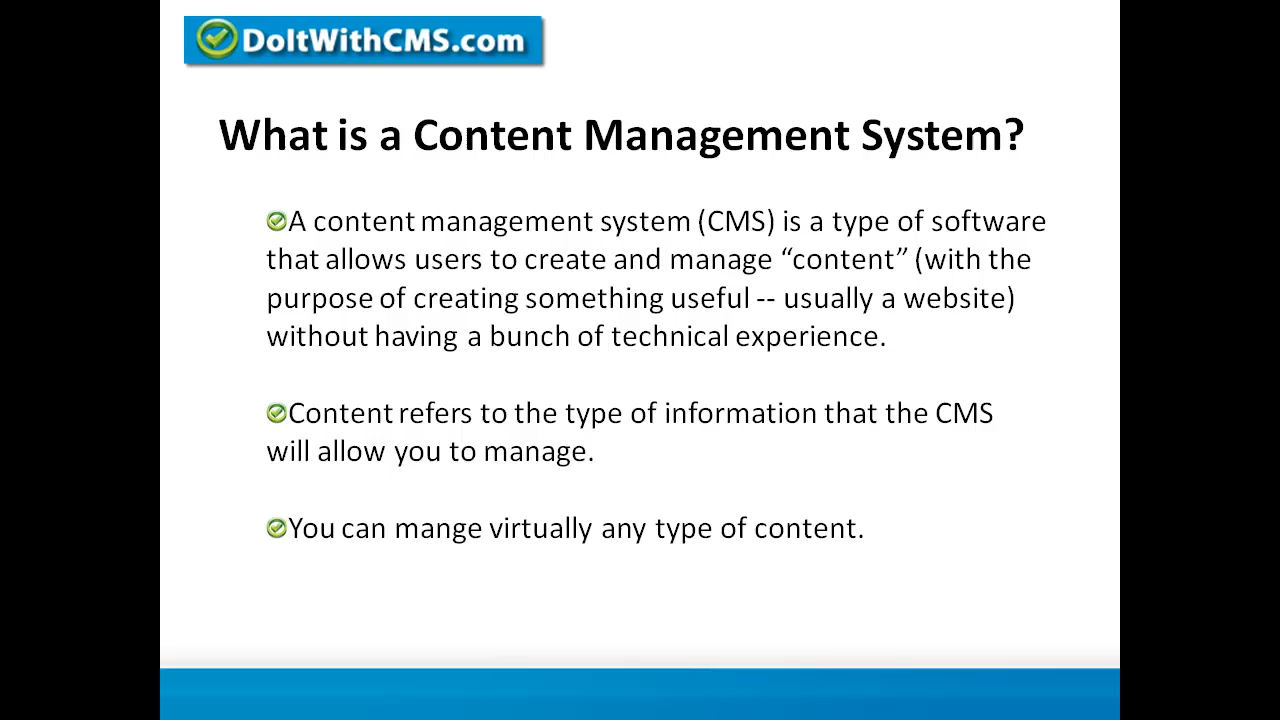 DoItWithCMS.com
What is a Content Management System?
A content management system (CMS) is a type of software
that allows users to create and manage “content” (with the
purpose of creating something useful -- usually a website)
without having a bunch of technical experience.
Content refers to the type of information that the CMS
will allow you to manage.
You can mange virtually any type of content.